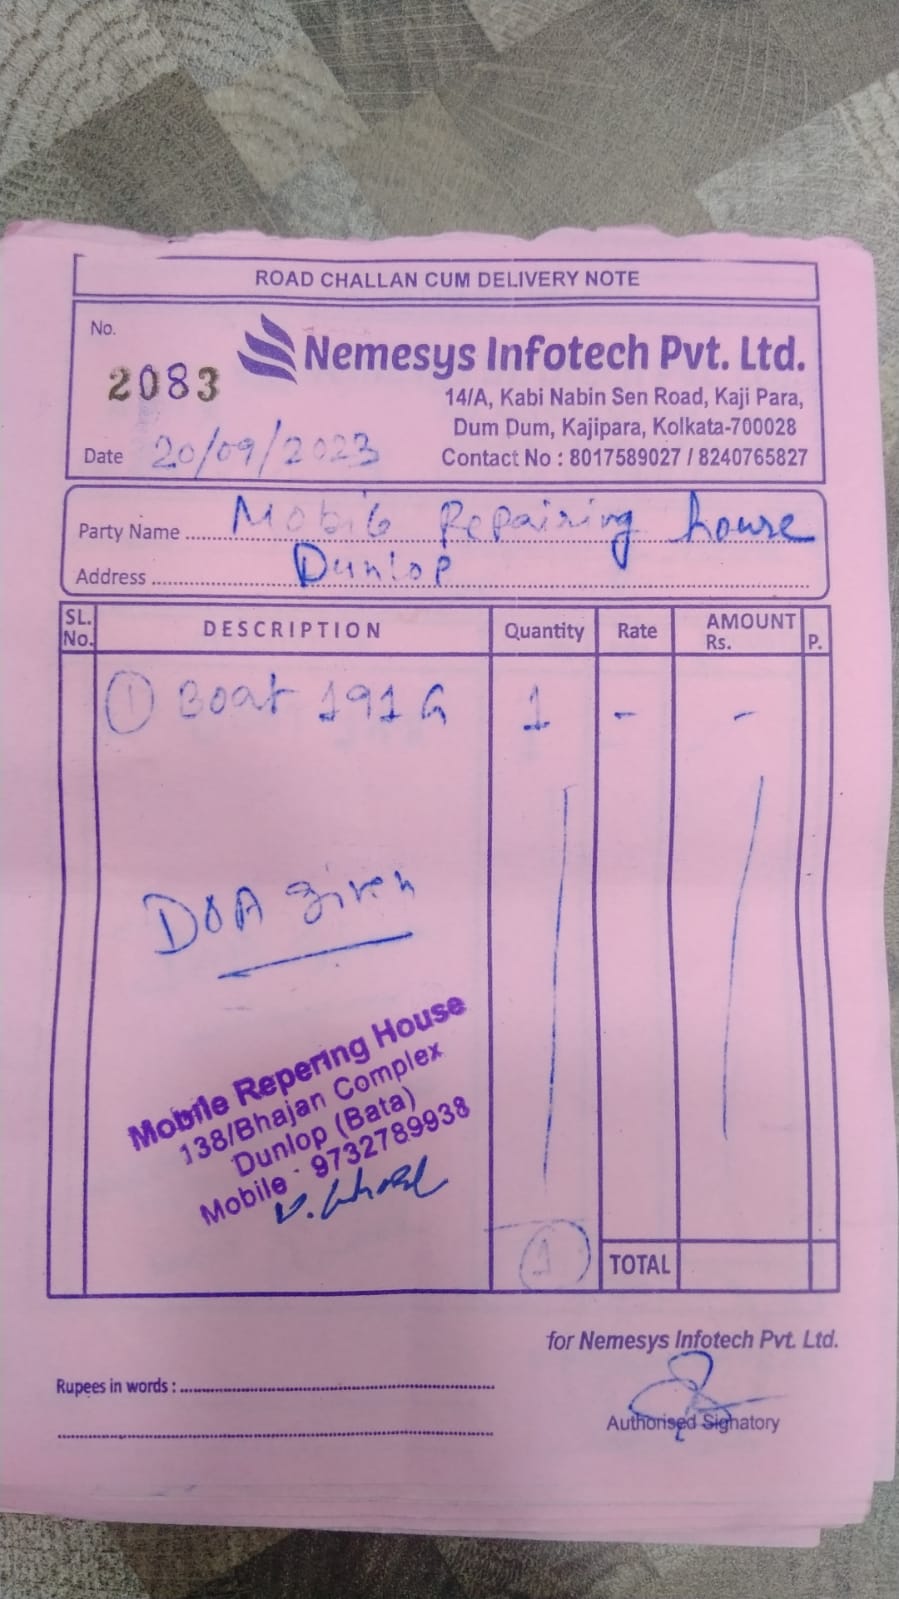 ROAD CHALLAN CUM DELIVERY NOTE
No.
2083
Nemesys Infotech Pvt. Ltd.
14/A, Kabi Nabin Sen Road, Kaji Para,
Dum Dum, Kajipara, Kolkata-700028
Date 20/09/2023
Contact No : 8017589027 / 8240765827
Party Name Mobile Repairing house
Address Dunlop
SL. No. DESCRIPTION Quantity Rate AMOUNT Rs. P.
① Boat 191G 1 - -
DOA given
Mobile Repering House
138/Bhajan Complex
Dunlop (Bata)
Mobile - 9732789938
1 TOTAL
for Nemesys Infotech Pvt. Ltd.
Rupees in words :
Authorised Signatory